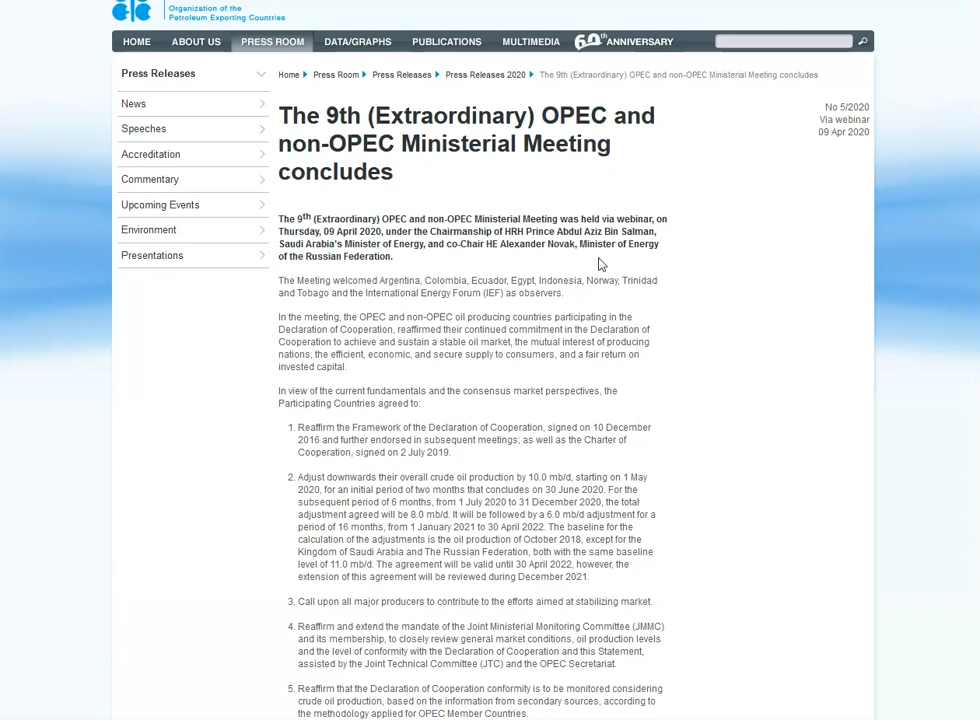 Organization of the
Petroleum Exporting Countries
HOME ABOUT US PRESS ROOM DATA/GRAPHS PUBLICATIONS MULTIMEDIA 60th ANNIVERSARY
Press Releases
News
Speeches
Accreditation
Commentary
Upcoming Events
Environment
Presentations
Home Press Room Press Releases Press Releases 2020 The 9th (Extraordinary) OPEC and non-OPEC Ministerial Meeting concludes
The 9th (Extraordinary) OPEC and
non-OPEC Ministerial Meeting
concludes
No 5/2020
Via webinar
09 Apr 2020
The 9th (Extraordinary) OPEC and non-OPEC Ministerial Meeting was held via webinar, on
Thursday, 09 April 2020, under the Chairmanship of HRH Prince Abdul Aziz Bin Salman,
Saudi Arabia's Minister of Energy, and co-Chair HE Alexander Novak, Minister of Energy
of the Russian Federation.
The Meeting welcomed Argentina, Colombia, Ecuador, Egypt, Indonesia, Norway, Trinidad
and Tobago and the International Energy Forum (IEF) as observers.
In the meeting, the OPEC and non-OPEC oil producing countries participating in the
Declaration of Cooperation, reaffirmed their continued commitment in the Declaration of
Cooperation to achieve and sustain a stable oil market, the mutual interest of producing
nations, the efficient, economic, and secure supply to consumers, and a fair return on
invested capital.
In view of the current fundamentals and the consensus market perspectives, the
Participating Countries agreed to:
1. Reaffirm the Framework of the Declaration of Cooperation, signed on 10 December
2016 and further endorsed in subsequent meetings; as well as the Charter of
Cooperation, signed on 2 July 2019.
2. Adjust downwards their overall crude oil production by 10.0 mb/d, starting on 1 May
2020, for an initial period of two months that concludes on 30 June 2020. For the
subsequent period of 6 months, from 1 July 2020 to 31 December 2020, the total
adjustment agreed will be 8.0 mb/d. It will be followed by a 6.0 mb/d adjustment for a
period of 16 months, from 1 January 2021 to 30 April 2022. The baseline for the
calculation of the adjustments is the oil production of October 2018, except for the
Kingdom of Saudi Arabia and The Russian Federation, both with the same baseline
level of 11.0 mb/d. The agreement will be valid until 30 April 2022, however, the
extension of this agreement will be reviewed during December 2021.
3. Call upon all major producers to contribute to the efforts aimed at stabilizing market.
4. Reaffirm and extend the mandate of the Joint Ministerial Monitoring Committee (JMMC)
and its membership, to closely review general market conditions, oil production levels
and the level of conformity with the Declaration of Cooperation and this Statement,
assisted by the Joint Technical Committee (JTC) and the OPEC Secretariat.
5. Reaffirm that the Declaration of Cooperation conformity is to be monitored considering
crude oil production, based on the information from secondary sources, according to
the methodology applied for OPEC Member Countries.